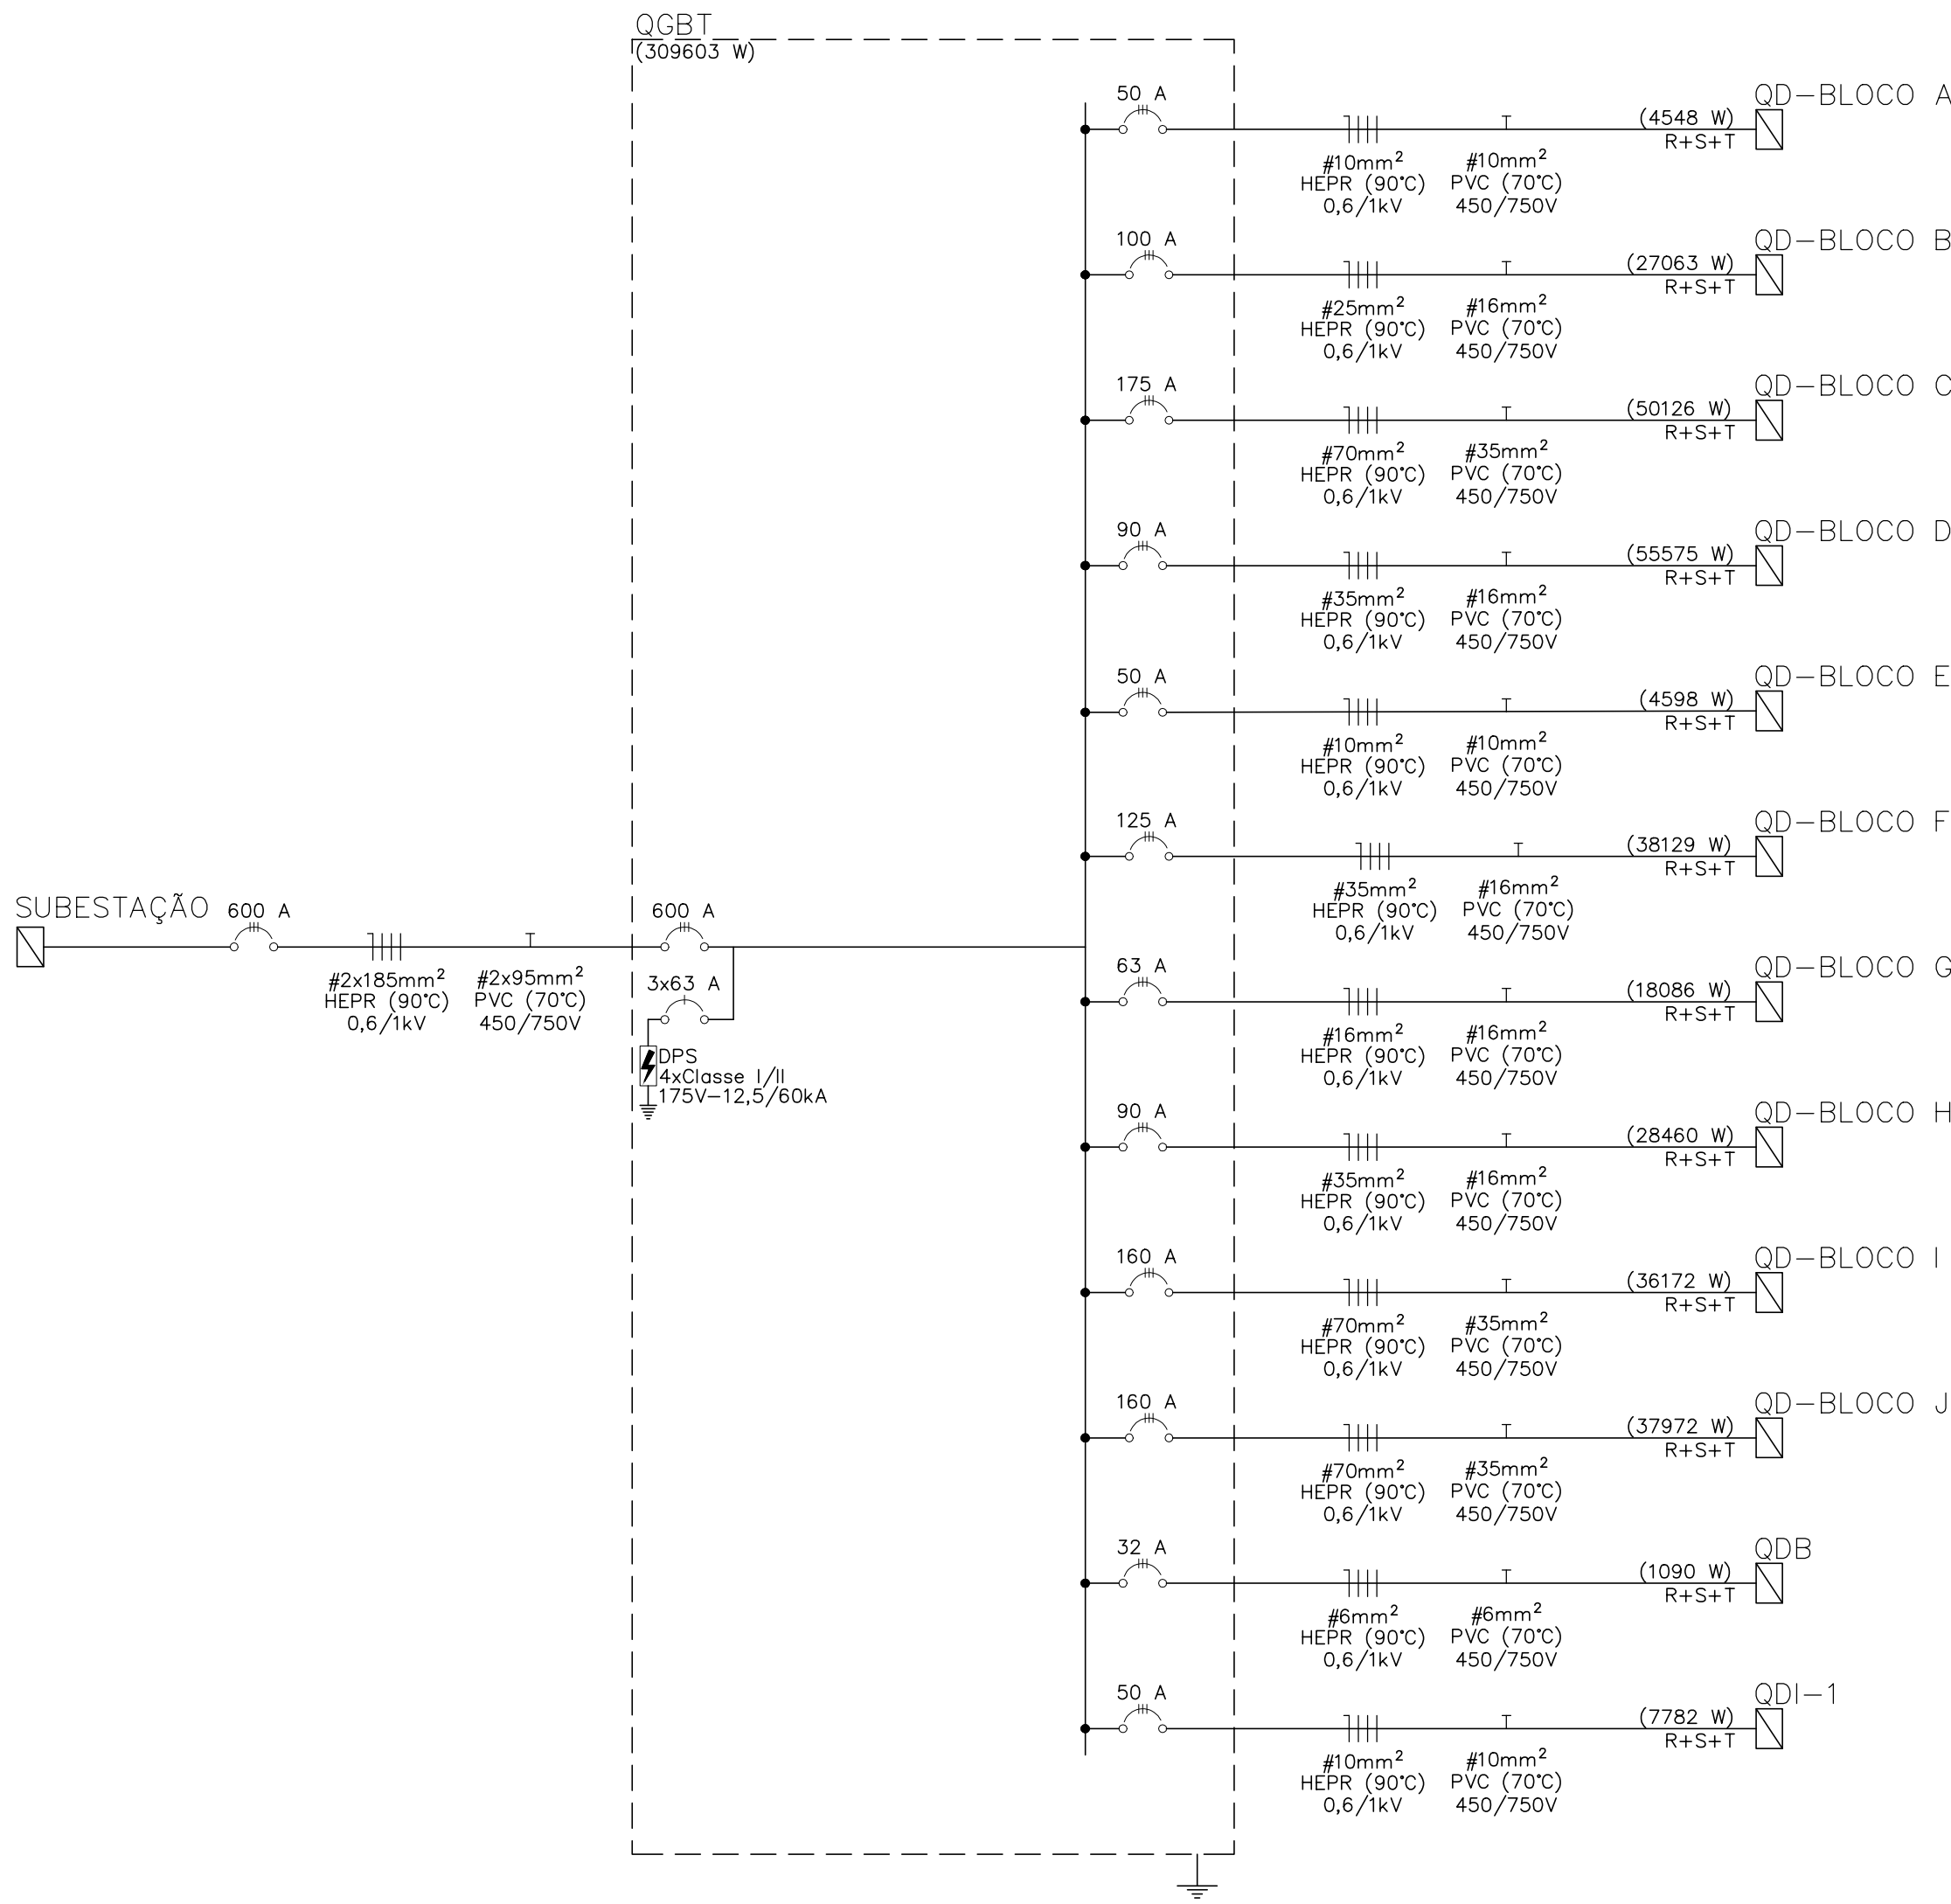 QGBT
(309603 W)
50 A
QD-BLOCO A
(4548 W)
R+S+T
#10mm² #10mm²
HEPR (90°C) PVC (70°C)
0,6/1kV 450/750V
100 A
QD-BLOCO B
(27063 W)
R+S+T
#25mm² #16mm²
HEPR (90°C) PVC (70°C)
0,6/1kV 450/750V
175 A
QD-BLOCO C
(50126 W)
R+S+T
#70mm² #35mm²
HEPR (90°C) PVC (70°C)
0,6/1kV 450/750V
90 A
QD-BLOCO D
(55575 W)
R+S+T
#35mm² #16mm²
HEPR (90°C) PVC (70°C)
0,6/1kV 450/750V
50 A
QD-BLOCO E
(4598 W)
R+S+T
#10mm² #10mm²
HEPR (90°C) PVC (70°C)
0,6/1kV 450/750V
125 A
QD-BLOCO F
(38129 W)
R+S+T
#35mm² #16mm²
HEPR (90°C) PVC (70°C)
0,6/1kV 450/750V
SUBESTAÇÃO
600 A
600 A
#2x185mm² #2x95mm²
HEPR (90°C) PVC (70°C)
0,6/1kV 450/750V
3x63 A
DPS
4xClasse I/II
175V-12,5/60kA
63 A
QD-BLOCO G
(18086 W)
R+S+T
#16mm² #16mm²
HEPR (90°C) PVC (70°C)
0,6/1kV 450/750V
90 A
QD-BLOCO H
(28460 W)
R+S+T
#35mm² #16mm²
HEPR (90°C) PVC (70°C)
0,6/1kV 450/750V
160 A
QD-BLOCO I
(36172 W)
R+S+T
#70mm² #35mm²
HEPR (90°C) PVC (70°C)
0,6/1kV 450/750V
160 A
QD-BLOCO J
(37972 W)
R+S+T
#70mm² #35mm²
HEPR (90°C) PVC (70°C)
0,6/1kV 450/750V
32 A
QDB
(1090 W)
R+S+T
#6mm² #6mm²
HEPR (90°C) PVC (70°C)
0,6/1kV 450/750V
50 A
QDI-1
(7782 W)
R+S+T
#10mm² #10mm²
HEPR (90°C) PVC (70°C)
0,6/1kV 450/750V